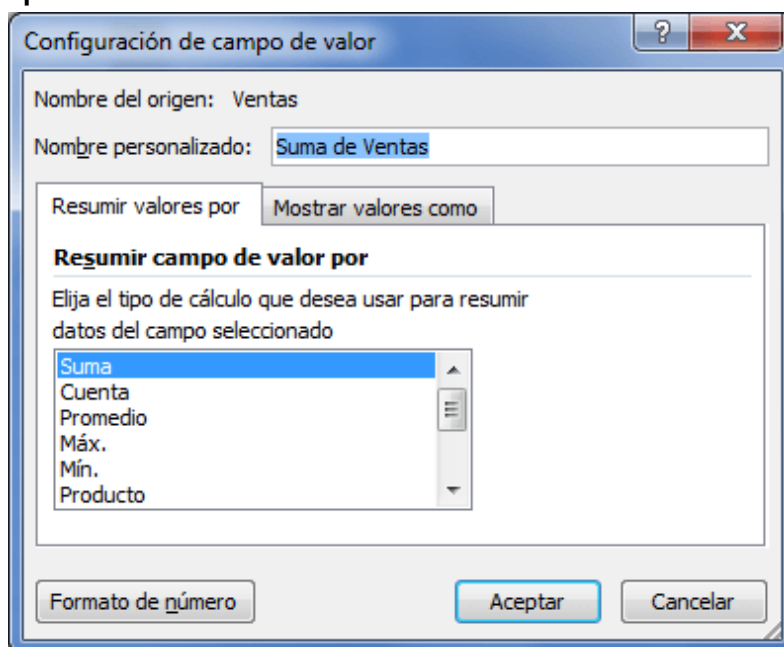 Configuración de campo de valor
Nombre del origen: Ventas
Nombre personalizado: Suma de Ventas
Resumir valores por Mostrar valores como
Resumir campo de valor por
Elija el tipo de cálculo que desea usar para resumir
datos del campo seleccionado
Suma
Cuenta
Promedio
Máx.
Mín.
Producto
Formato de número Aceptar Cancelar